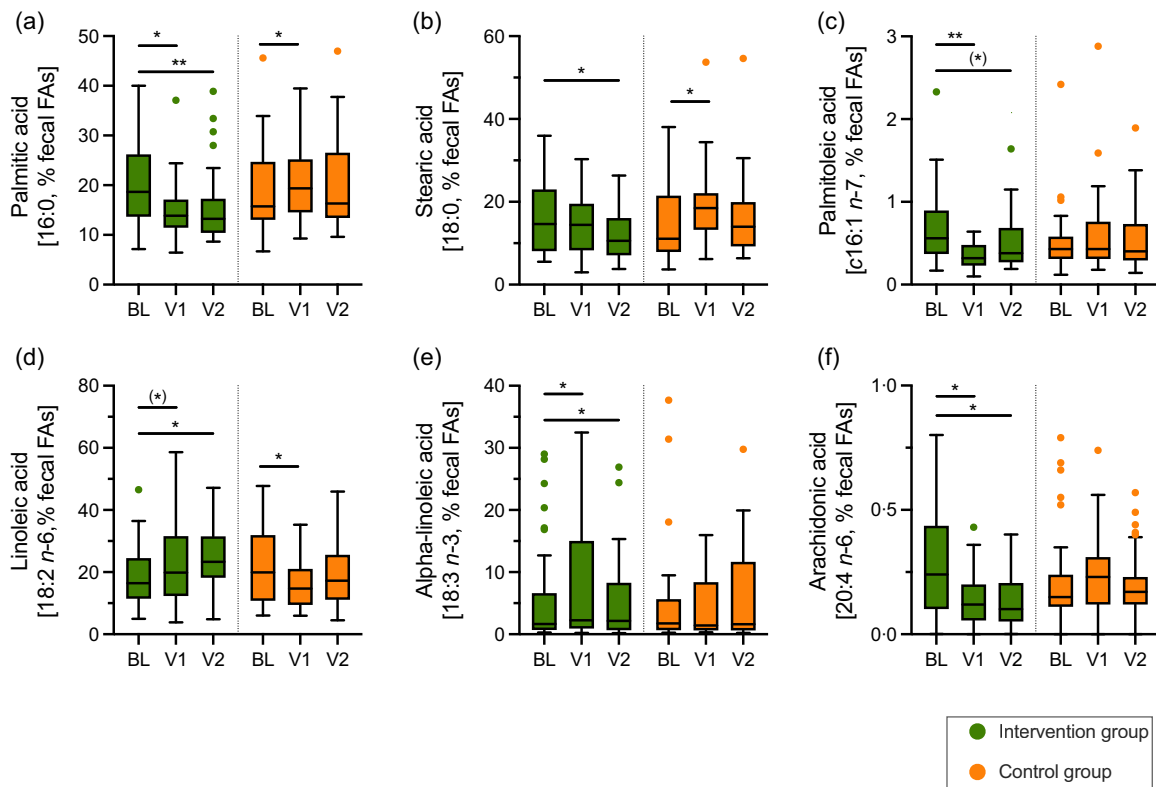 (a)
Palmitic acid
[16:0, % fecal FAs]
50
40
30
20
10
0
*
**
*
BL V1 V2 BL V1 V2
(b)
Stearic acid
[18:0, % fecal FAs]
60
40
20
0
*
*
BL V1 V2 BL V1 V2
(c)
Palmitoleic acid
[c16:1 n-7, % fecal FAs]
3
2
1
0
**
(*)
BL V1 V2 BL V1 V2
(d)
Linoleic acid
[18:2 n-6, % fecal FAs]
80
60
40
20
0
(*)
*
*
BL V1 V2 BL V1 V2
(e)
Alpha-linoleic acid
[18:3 n-3, % fecal FAs]
40
30
20
10
0
*
*
BL V1 V2 BL V1 V2
(f)
Arachidonic acid
[20:4 n-6, % fecal FAs]
1·0
0·5
0·0
*
*
BL V1 V2 BL V1 V2
Intervention group
Control group